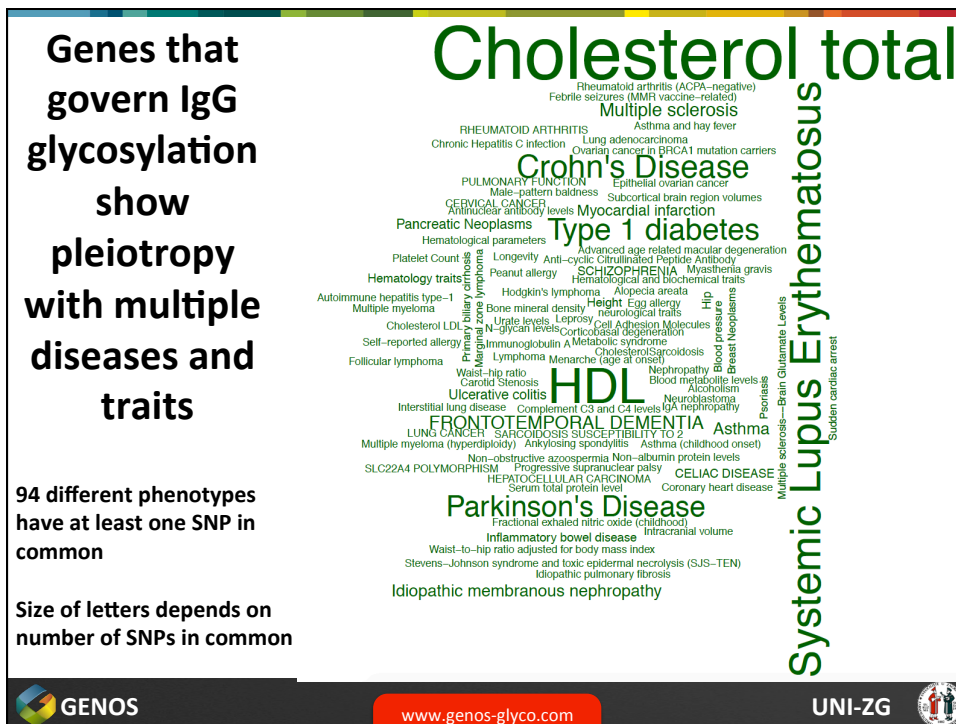 Genes that
govern IgG
glycosylation
show
pleiotropy
with multiple
diseases and
traits
94 different phenotypes
have at least one SNP in
common
Size of letters depends on
number of SNPs in common
Cholesterol total
Rheumatoid arthritis (ACPA−negative)
Febrile seizures (MMR vaccine−related)
Multiple sclerosis
RHEUMATOID ARTHRITIS
Asthma and hay fever
Chronic Hepatitis C infection
Lung adenocarcinoma
Ovarian cancer in BRCA1 mutation carriers
Crohn's Disease
PULMONARY FUNCTION
Epithelial ovarian cancer
Male−pattern baldness
Subcortical brain region volumes
CERVICAL CANCER
Antinuclear antibody levels
Myocardial infarction
Pancreatic Neoplasms
Type 1 diabetes
Hematological parameters
Advanced age related macular degeneration
Platelet Count
Longevity
Anti−cyclic Citrullinated Peptide Antibody
Primary biliary cirrhosis
Marginal zone lymphoma
Hematology traits
Peanut allergy
SCHIZOPHRENIA
Myasthenia gravis
Hematological and biochemical traits
Hodgkin's lymphoma
Alopecia areata
Autoimmune hepatitis type−1
Multiple myeloma
Bone mineral density
Height
Egg allergy
neurological traits
Hip
Blood pressure
Breast Neoplasms
Urate levels
Leprosy
Cholesterol LDL
N−glycan levels
Cell Adhesion Molecules
Corticobasal degeneration
Self−reported allergy
Immunoglobulin A
Metabolic syndrome
Cholesterol
Sarcoidosis
Follicular lymphoma
Lymphoma
Menarche (age at onset)
Waist−hip ratio
Nephropathy
Carotid Stenosis
HDL
Blood metabolite levels
Alcoholism
Psoriasis
Ulcerative colitis
Neuroblastoma
Interstitial lung disease
Complement C3 and C4 levels
IgA nephropathy
FRONTOTEMPORAL DEMENTIA
Asthma
LUNG CANCER
SARCOIDOSIS SUSCEPTIBILITY TO 2
Multiple myeloma (hyperdiploidy)
Ankylosing spondylitis
Asthma (childhood onset)
Non−obstructive azoospermia
Non−albumin protein levels
SLC22A4 POLYMORPHISM
Progressive supranuclear palsy
CELIAC DISEASE
HEPATOCELLULAR CARCINOMA
Serum total protein level
Coronary heart disease
Multiple sclerosis−−Brain Glutamate Levels
Systemic Lupus Erythematosus
Sudden cardiac arrest
Parkinson's Disease
Fractional exhaled nitric oxide (childhood)
Intracranial volume
Inflammatory bowel disease
Waist−to−hip ratio adjusted for body mass index
Stevens−Johnson syndrome and toxic epidermal necrolysis (SJS−TEN)
Idiopathic pulmonary fibrosis
Idiopathic membranous nephropathy
GENOS
www.genos-glyco.com
UNI-ZG